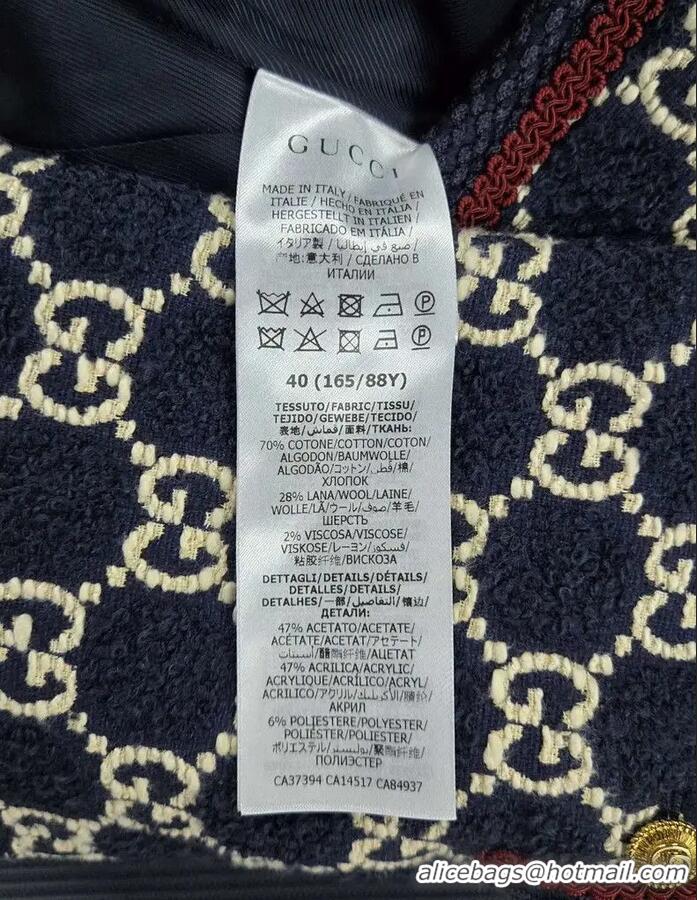 GUCCI
MADE IN ITALY / FABRIQUÉ EN
ITALIE / HECHO EN ITALIA /
HERGESTELLT IN ITALIEN /
FABRICADO EM ITÁLIA /
イタリア製 / صنع في إيطاليا /
产地:意大利 / СДЕЛАНО В
ИТАЛИИ
P
P
40 (165/88Y)
TESSUTO/FABRIC/TISSU/
TEJIDO/GEWEBE/TECIDO/
表地/قماش/面料/ТКАНЬ:
70% COTONE/COTTON/COTON/
ALGODON/BAUMWOLLE/
ALGODÃO/コットン/قطن/棉/
ХЛОПОК
28% LANA/WOOL/LAINE/
WOLLE/LÃ/ウール/صوف/羊毛/
ШЕРСТЬ
2% VISCOSA/VISCOSE/
VISKOSE/レーヨン/فسكوز/
粘胶纤维/ВИСКОЗА
DETTAGLI/DETAILS/DÉTAILS/
DETALLES/DETAILS/
DETALHES/一部/التفاصيل/镶边/
ДЕТАЛИ:
47% ACETATO/ACETATE/
ACÉTATE/ACETAT/アセテート/
أسيتات/醋酯纤维/АЦЕТАТ
47% ACRILICA/ACRYLIC/
ACRYLIQUE/ACRÍLICO/ACRYL/
ACRILICO/アクリル/الأكريليك/腈纶/
АКРИЛ
6% POLIESTERE/POLYESTER/
POLIÉSTER/POLYESTER/
ポリエステル/بوليستر/聚酯纤维/
ПОЛИЭСТЕР
CA37394 CA14517 CA84937
alicebags@hotmail.com